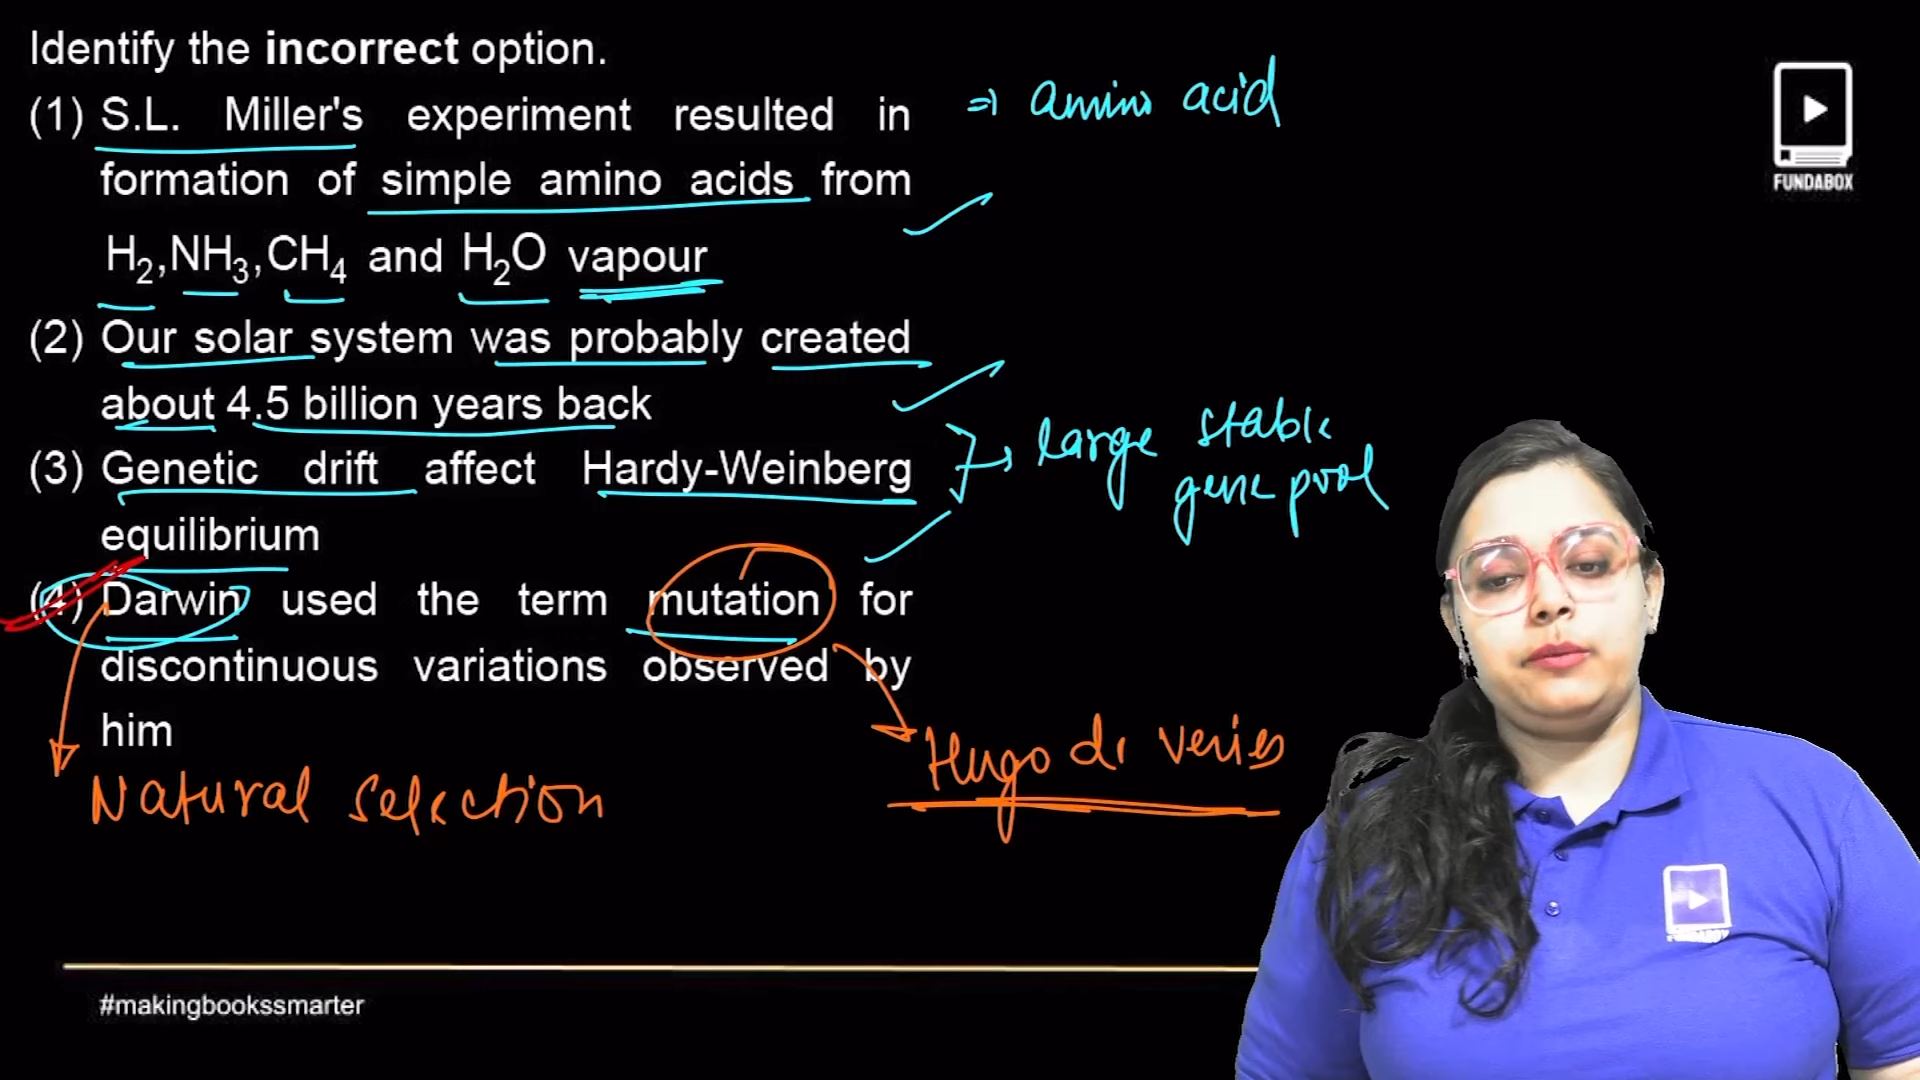 Identify the incorrect option.
(1) S.L. Miller's experiment resulted in
⇒ amino acid
formation of simple amino acids from
H₂,NH₃,CH₄ and H₂O vapour
(2) Our solar system was probably created
about 4.5 billion years back
(3) Genetic drift affect Hardy-Weinberg
equilibrium
→ large stable
gene pool
(4) Darwin used the term mutation for
discontinuous variations observed by
him
Natural selection
Hugo de veries
FUNDABOX
FUNDABOX
#makingbookssmarter